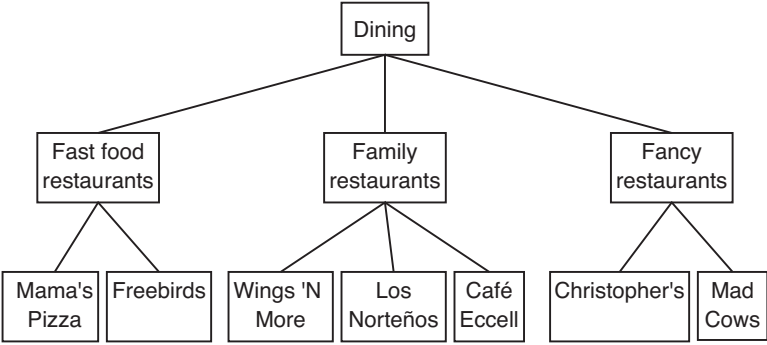 Dining
Fast food
restaurants
Family
restaurants
Fancy
restaurants
Mama's
Pizza
Freebirds
Wings 'N
More
Los
Norteños
Café
Eccell
Christopher's
Mad
Cows